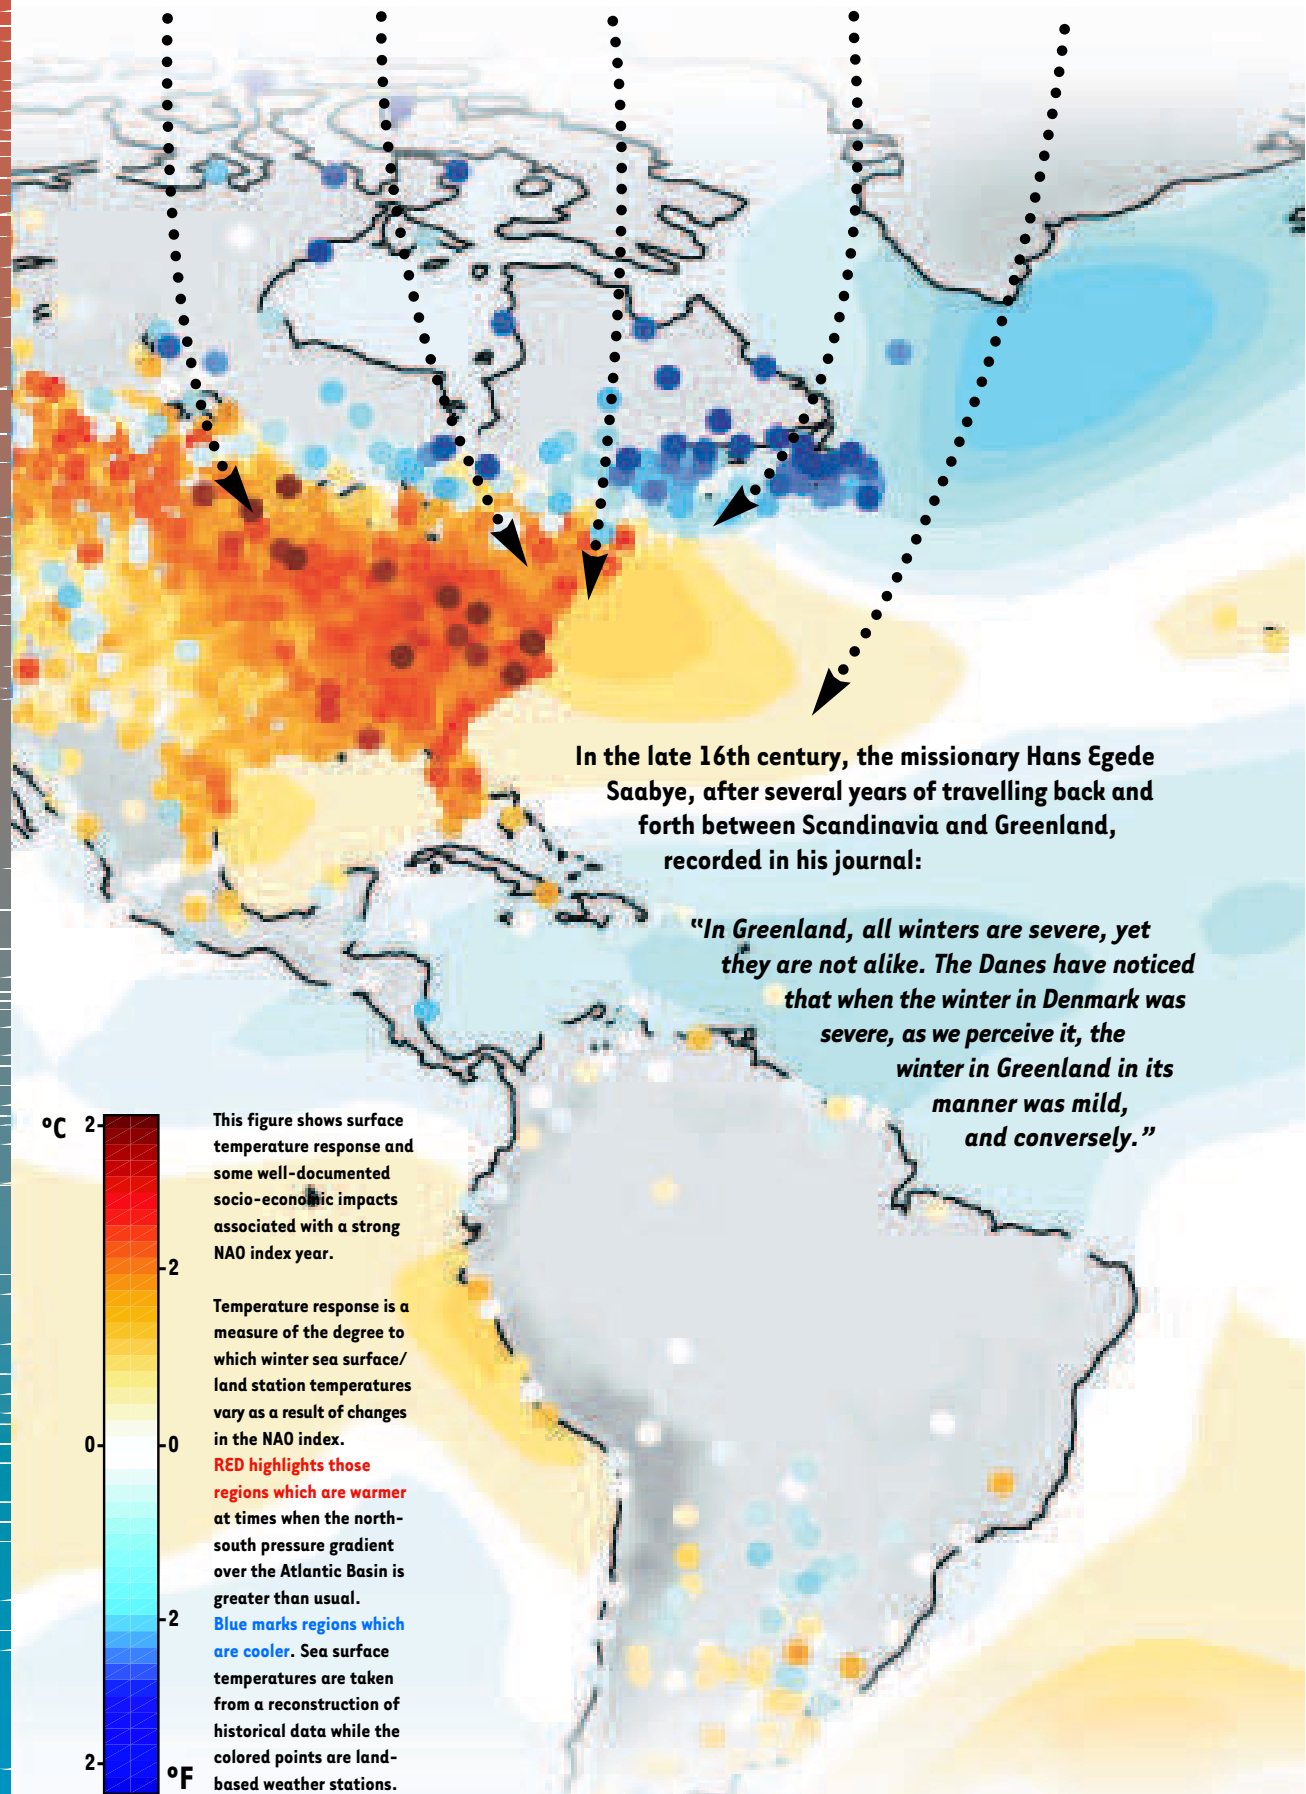 In the late 16th century, the missionary Hans Egede
Saabye, after several years of travelling back and
forth between Scandinavia and Greenland,
recorded in his journal:
“In Greenland, all winters are severe, yet
they are not alike. The Danes have noticed
that when the winter in Denmark was
severe, as we perceive it, the
winter in Greenland in its
manner was mild,
and conversely.”
°C
2-
-2
0-
-0
-2
2-
°F
This figure shows surface
temperature response and
some well-documented
socio-economic impacts
associated with a strong
NAO index year.
Temperature response is a
measure of the degree to
which winter sea surface/
land station temperatures
vary as a result of changes
in the NAO index.
RED highlights those
regions which are warmer
at times when the north-
south pressure gradient
over the Atlantic Basin is
greater than usual.
Blue marks regions which
are cooler. Sea surface
temperatures are taken
from a reconstruction of
historical data while the
colored points are land-
based weather stations.